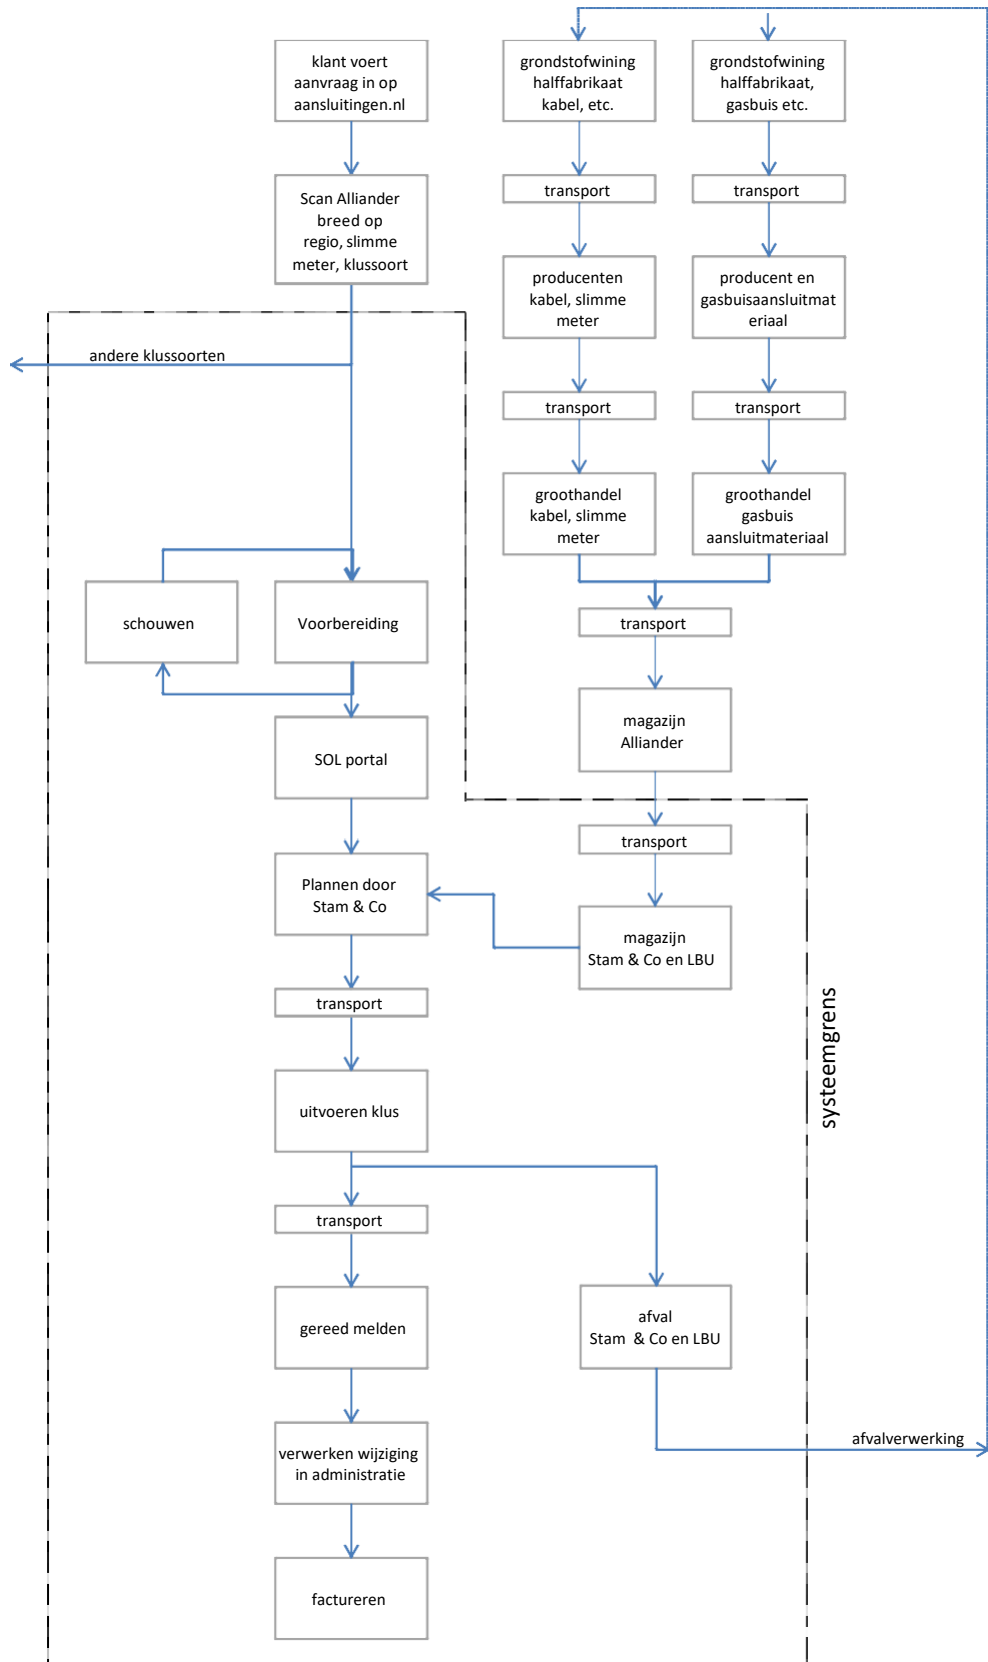 klant voert
aanvraag in op
aansluitingen.nl
grondstofwining
halffabrikaat
kabel, etc.
grondstofwining
halffabrikaat,
gasbuis etc.
Scan Alliander
breed op
regio, slimme
meter, klussoort
transport
transport
producenten
kabel, slimme
meter
producent en
gasbuisaansluitmat
eriaal
andere klussoorten
transport
transport
groothandel
kabel, slimme
meter
groothandel
gasbuis
aansluitmateriaal
schouwen
Voorbereiding
transport
SOL portal
magazijn
Alliander
transport
Plannen door
Stam & Co
magazijn
Stam & Co en LBU
transport
systeemgrens
uitvoeren klus
transport
gereed melden
afval
Stam & Co en LBU
afvalverwerking
verwerken wijziging
in administratie
factureren